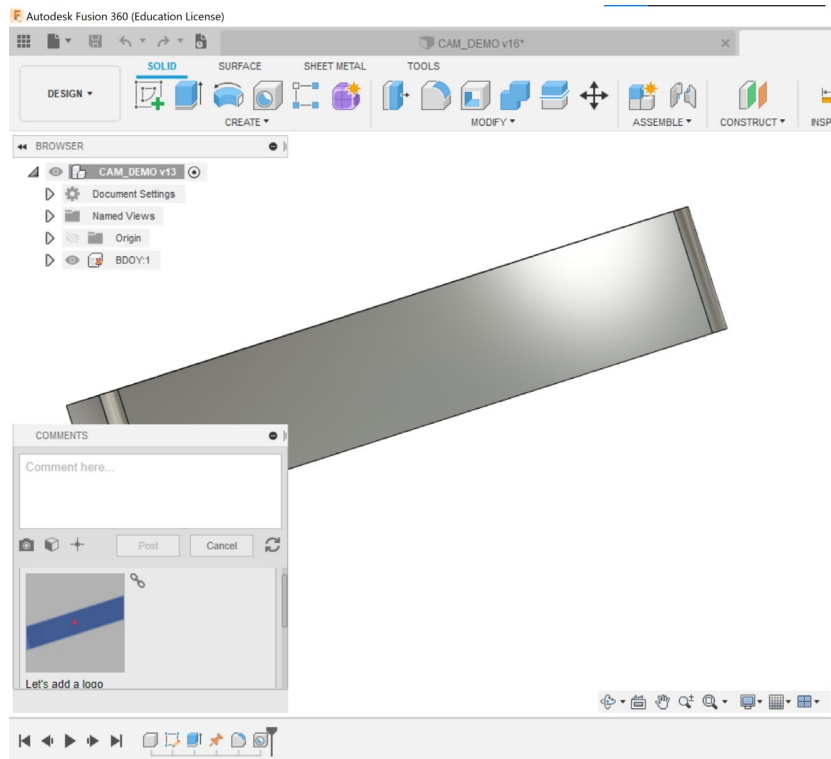 Autodesk Fusion 360 (Education License)
CAM_DEMO v16*
SOLID SURFACE SHEET METAL TOOLS
DESIGN
CREATE MODIFY ASSEMBLE CONSTRUCT INSP
BROWSER
CAM_DEMO v13
Document Settings
Named Views
Origin
BDOY:1
COMMENTS
Comment here...
Post Cancel
Let's add a logo